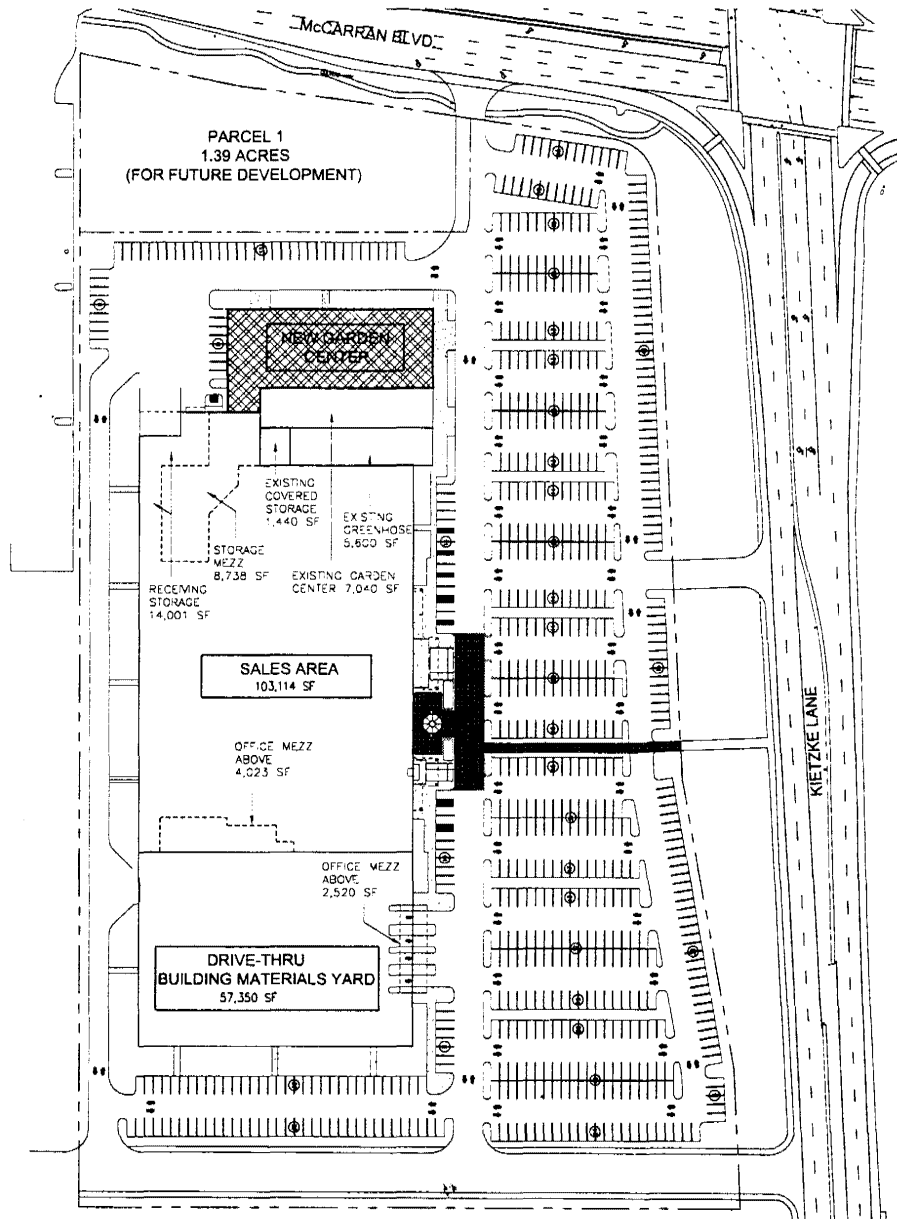 McCARRAN BLVD.
PARCEL 1
1.39 ACRES
(FOR FUTURE DEVELOPMENT)
NEW GARDEN
CENTER
EXISTING
COVERED
STORAGE
1,440 SF
EXISTING
GREENHOSE
5,600 SF
STORAGE
MEZZ
8,738 SF
EXISTING GARDEN
CENTER 7,040 SF
RECEIVING
STORAGE
14,001 SF
SALES AREA
103,114 SF
OFFICE MEZZ
ABOVE
4,023 SF
KIETZKE LANE
OFFICE MEZZ
ABOVE
2,520 SF
DRIVE-THRU
BUILDING MATERIALS YARD
57,350 SF